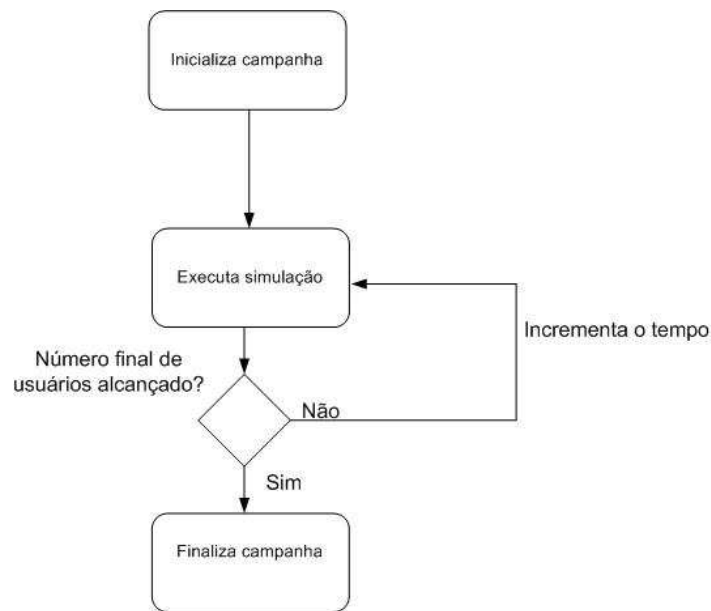 Inicializa campanha
Executa simulação
Incrementa o tempo
Número final de
usuários alcançado?
Não
Sim
Finaliza campanha